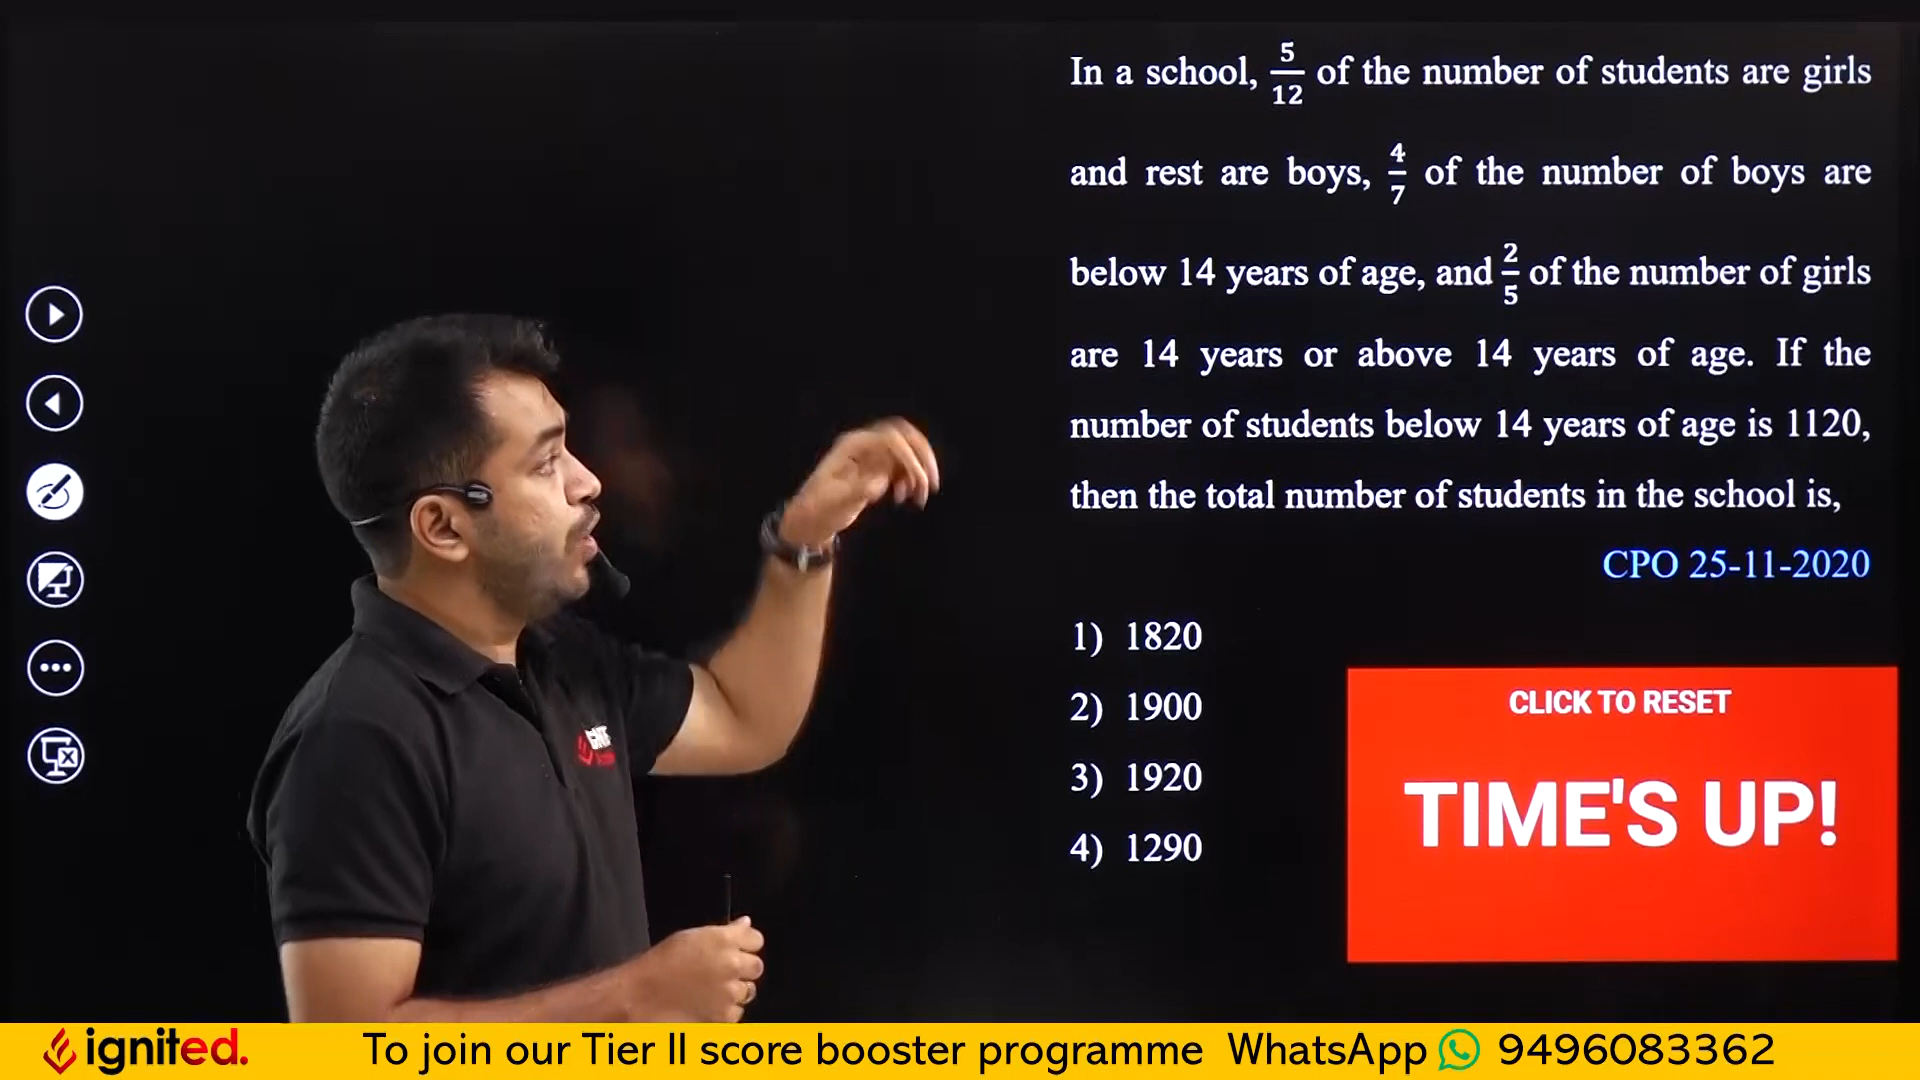 In a school, 5/12 of the number of students are girls
and rest are boys, 4/7 of the number of boys are
below 14 years of age, and 2/5 of the number of girls
are 14 years or above 14 years of age. If the
number of students below 14 years of age is 1120,
then the total number of students in the school is,
CPO 25-11-2020
1) 1820
2) 1900
3) 1920
4) 1290
CLICK TO RESET
TIME'S UP!
ignited.
To join our Tier II score booster programme WhatsApp 9496083362